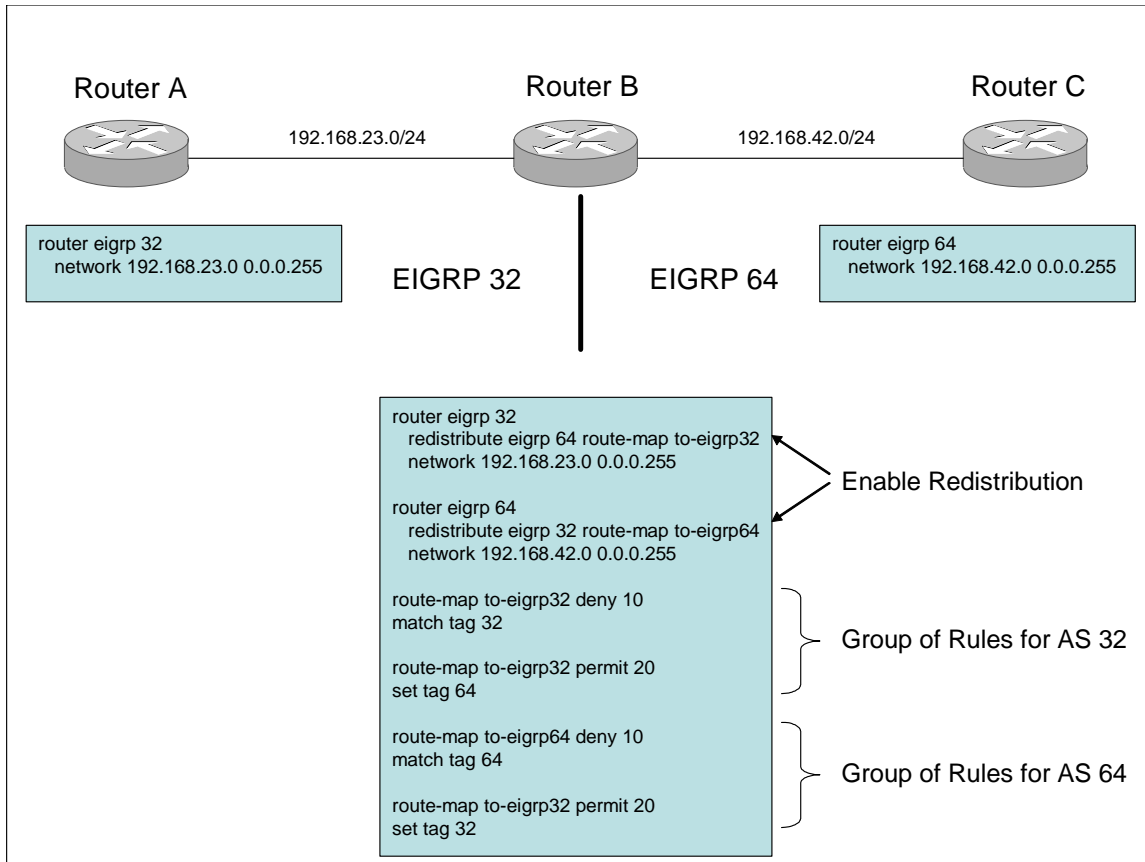 Router A
Router B
Router C
192.168.23.0/24
192.168.42.0/24
router eigrp 32
network 192.168.23.0 0.0.0.255
EIGRP 32
EIGRP 64
router eigrp 64
network 192.168.42.0 0.0.0.255
router eigrp 32
redistribute eigrp 64 route-map to-eigrp32
network 192.168.23.0 0.0.0.255
router eigrp 64
redistribute eigrp 32 route-map to-eigrp64
network 192.168.42.0 0.0.0.255
Enable Redistribution
route-map to-eigrp32 deny 10
match tag 32
route-map to-eigrp32 permit 20
set tag 64
Group of Rules for AS 32
route-map to-eigrp64 deny 10
match tag 64
route-map to-eigrp32 permit 20
set tag 32
Group of Rules for AS 64